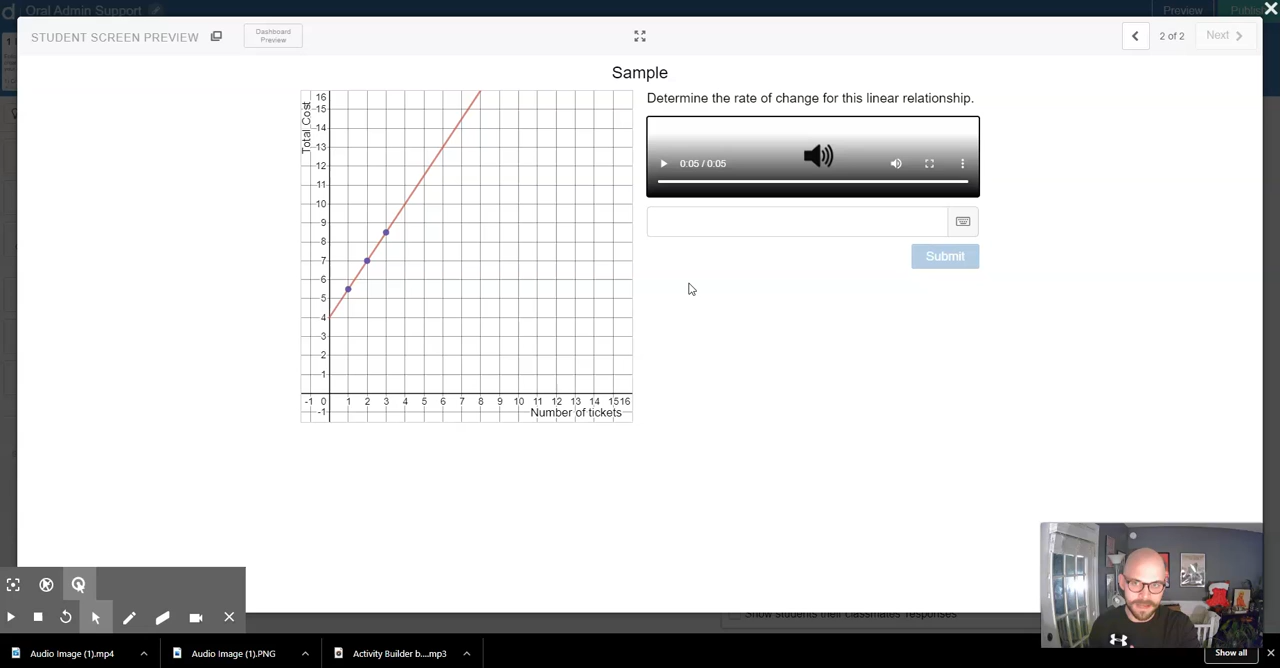 Oral Admin Support
Preview
Publis
STUDENT SCREEN PREVIEW
Dashboard
Preview
2 of 2
Next
Sample
Determine the rate of change for this linear relationship.
0:05 / 0:05
Submit
Total Cost
16
15
14
13
12
11
10
9
8
7
6
5
4
3
2
1
-1 0 1 2 3 4 5 6 7 8 9 10 11 12 13 14 15 16
-1
Number of tickets
Show students their classmates responses
Audio Image (1).mp4
Audio Image (1).PNG
Activity Builder b....mp3
Show all